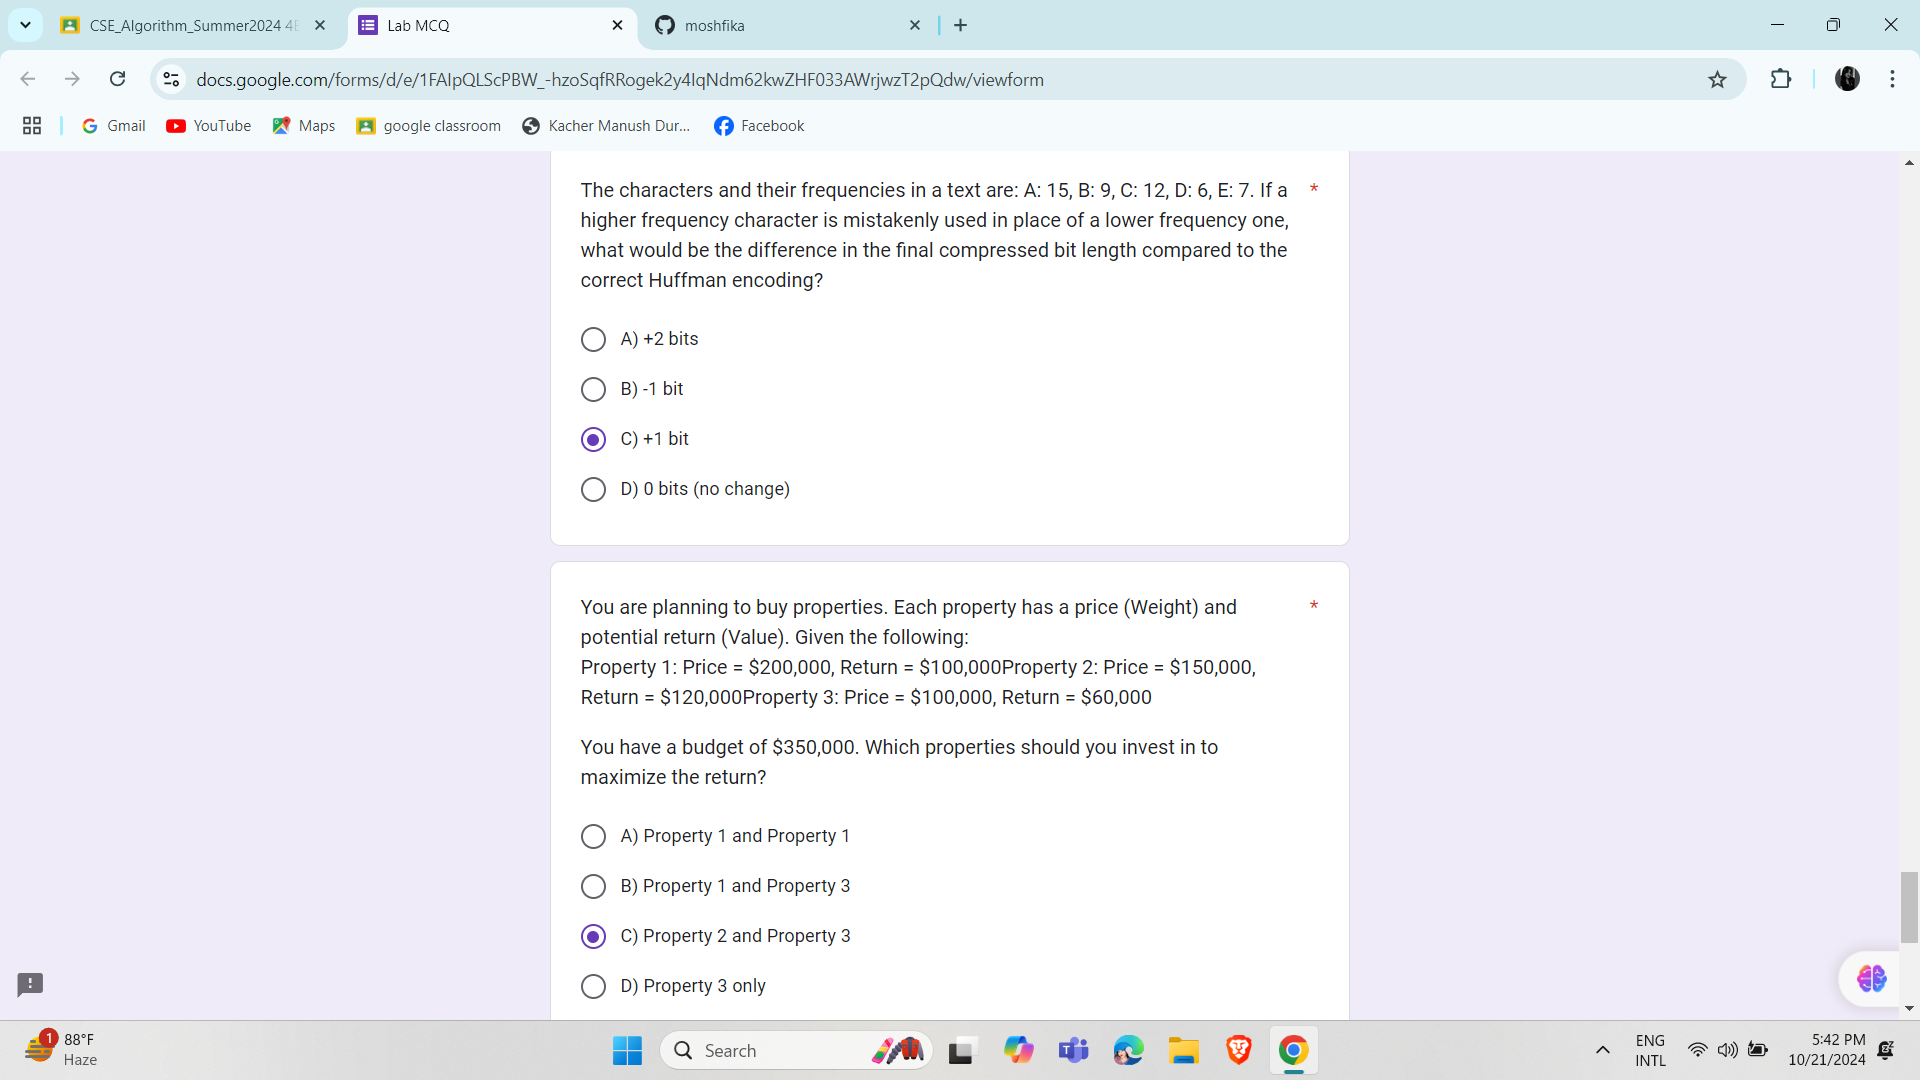 CSE_Algorithm_Summer2024 4E
Lab MCQ
moshfika
docs.google.com/forms/d/e/1FAIpQLScPBW_-hzoSqfRRogek2y4IqNdm62kwZHF033AWrjwzT2pQdw/viewform
Gmail
YouTube
Maps
google classroom
Kacher Manush Dur...
Facebook
The characters and their frequencies in a text are: A: 15, B: 9, C: 12, D: 6, E: 7. If a *
higher frequency character is mistakenly used in place of a lower frequency one,
what would be the difference in the final compressed bit length compared to the
correct Huffman encoding?
A) +2 bits
B) -1 bit
C) +1 bit
D) 0 bits (no change)
You are planning to buy properties. Each property has a price (Weight) and *
potential return (Value). Given the following:
Property 1: Price = $200,000, Return = $100,000Property 2: Price = $150,000,
Return = $120,000Property 3: Price = $100,000, Return = $60,000
You have a budget of $350,000. Which properties should you invest in to
maximize the return?
A) Property 1 and Property 1
B) Property 1 and Property 3
C) Property 2 and Property 3
D) Property 3 only
1
88°F
Haze
Search
ENG
INTL
5:42 PM
10/21/2024